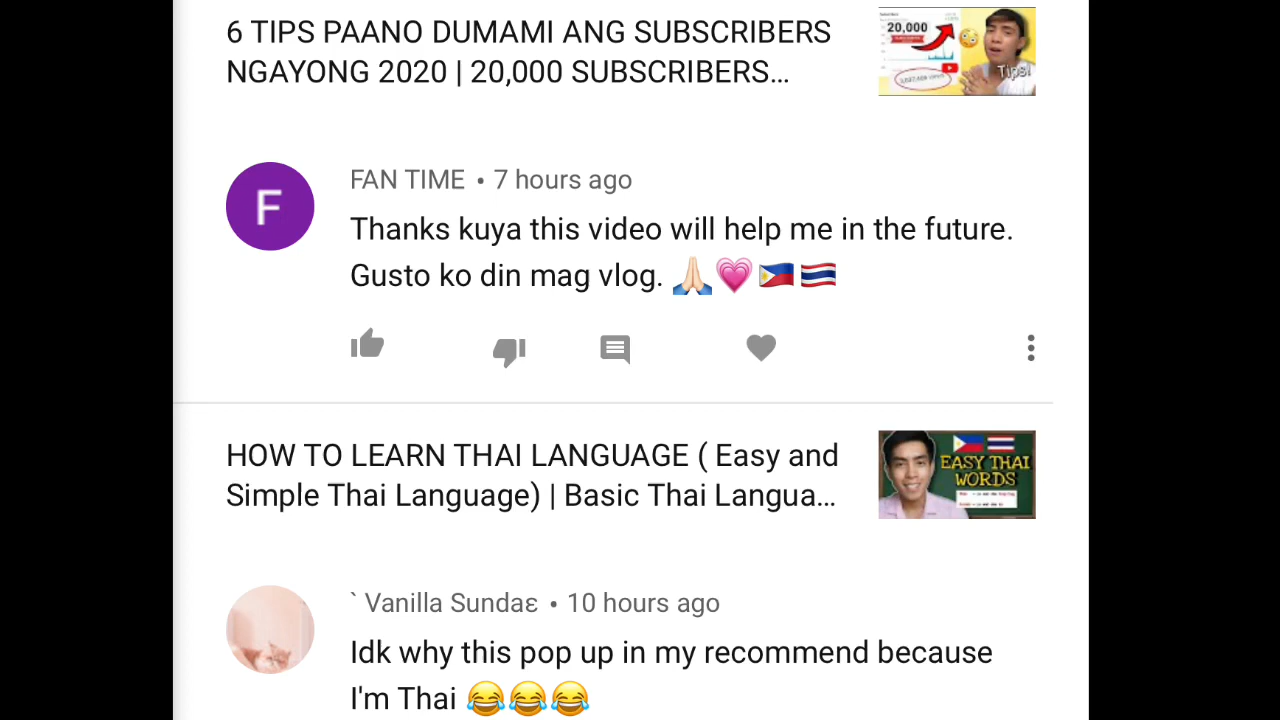 6 TIPS PAANO DUMAMI ANG SUBSCRIBERS
NGAYONG 2020 | 20,000 SUBSCRIBERS...
20,000
Tips!
F
FAN TIME • 7 hours ago
Thanks kuya this video will help me in the future.
Gusto ko din mag vlog. 🙏🏻💗🇵🇭🇹🇭
HOW TO LEARN THAI LANGUAGE ( Easy and
Simple Thai Language) | Basic Thai Langua...
EASY THAI
WORDS
` Vanilla Sundaɛ • 10 hours ago
Idk why this pop up in my recommend because
I'm Thai 😂😂😂